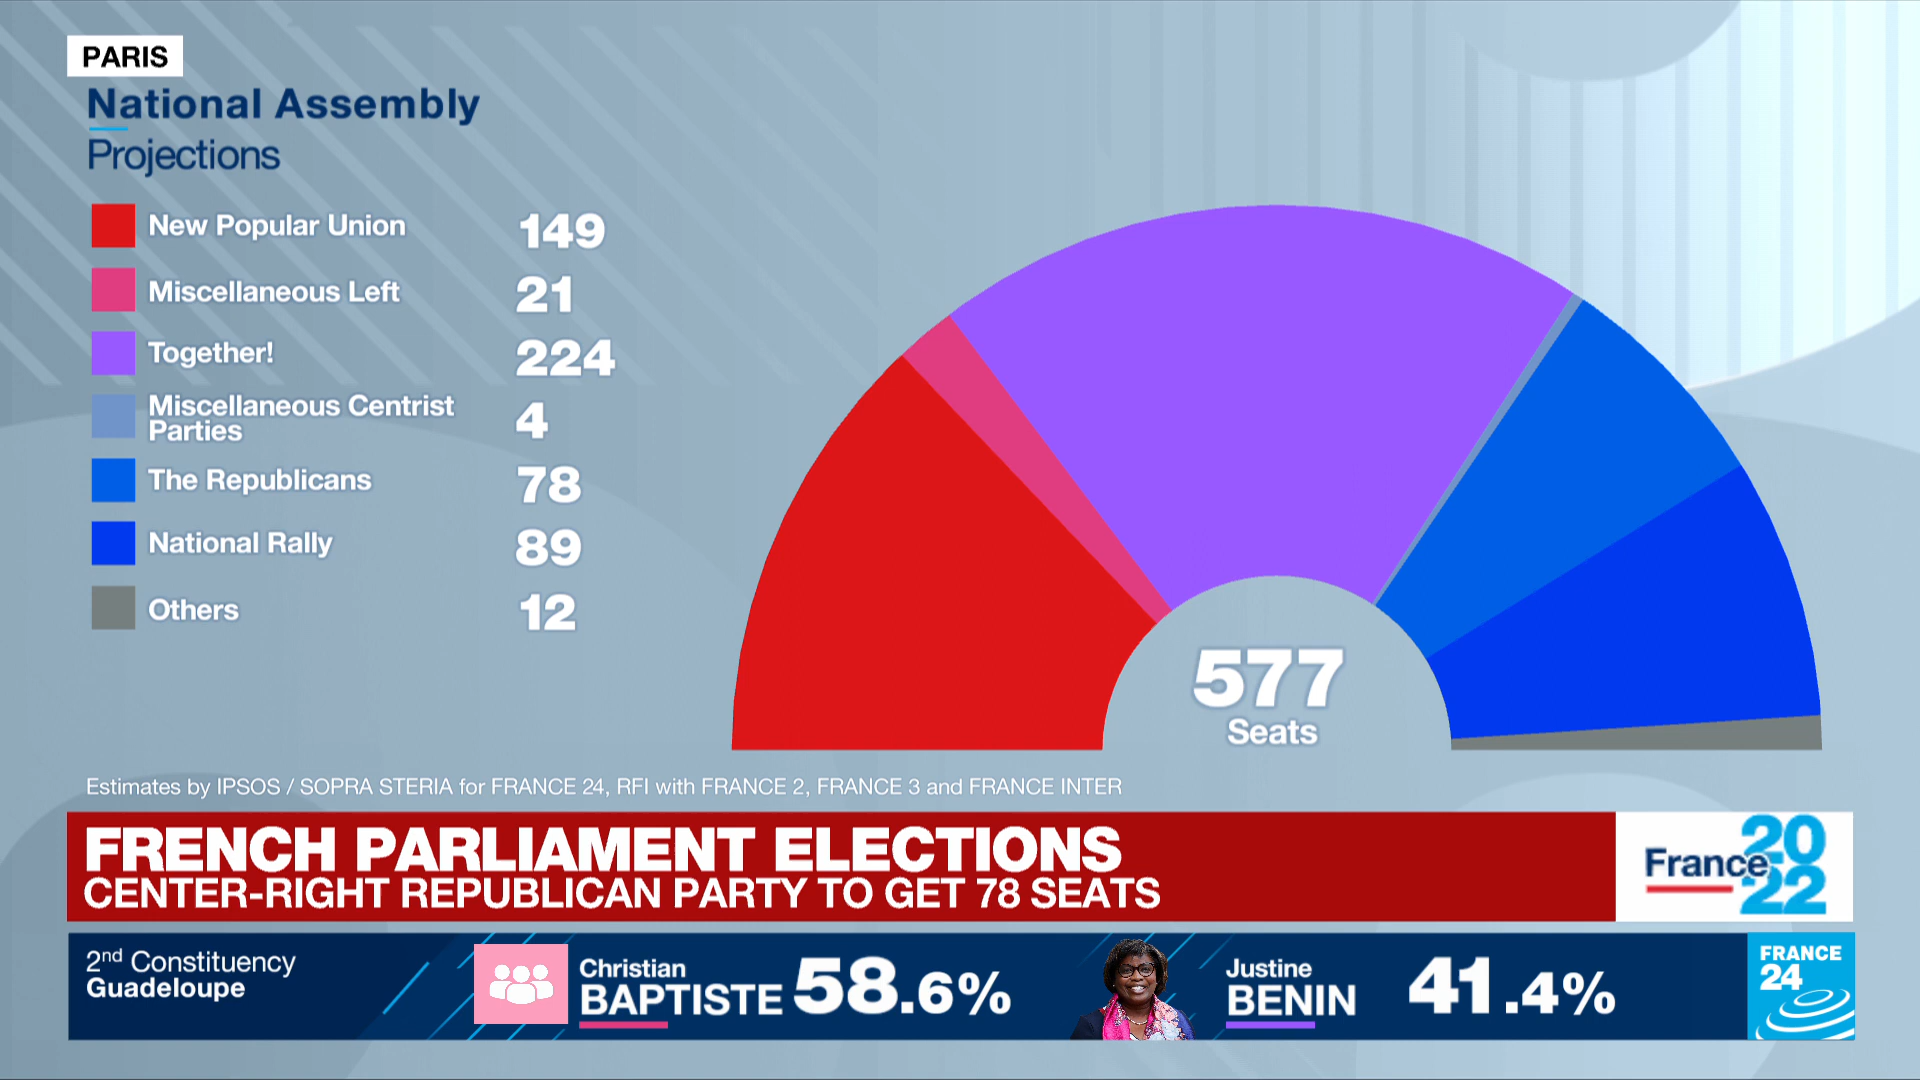 PARIS
National Assembly
Projections
New Popular Union 149
Miscellaneous Left 21
Together! 224
Miscellaneous Centrist
Parties 4
The Republicans 78
National Rally 89
Others 12
577
Seats
Estimates by IPSOS / SOPRA STERIA for FRANCE 24, RFI with FRANCE 2, FRANCE 3 and FRANCE INTER
FRENCH PARLIAMENT ELECTIONS
CENTER-RIGHT REPUBLICAN PARTY TO GET 78 SEATS
France 20
22
2nd Constituency
Guadeloupe
Christian
BAPTISTE 58.6%
Justine
BENIN 41.4%
FRANCE
24